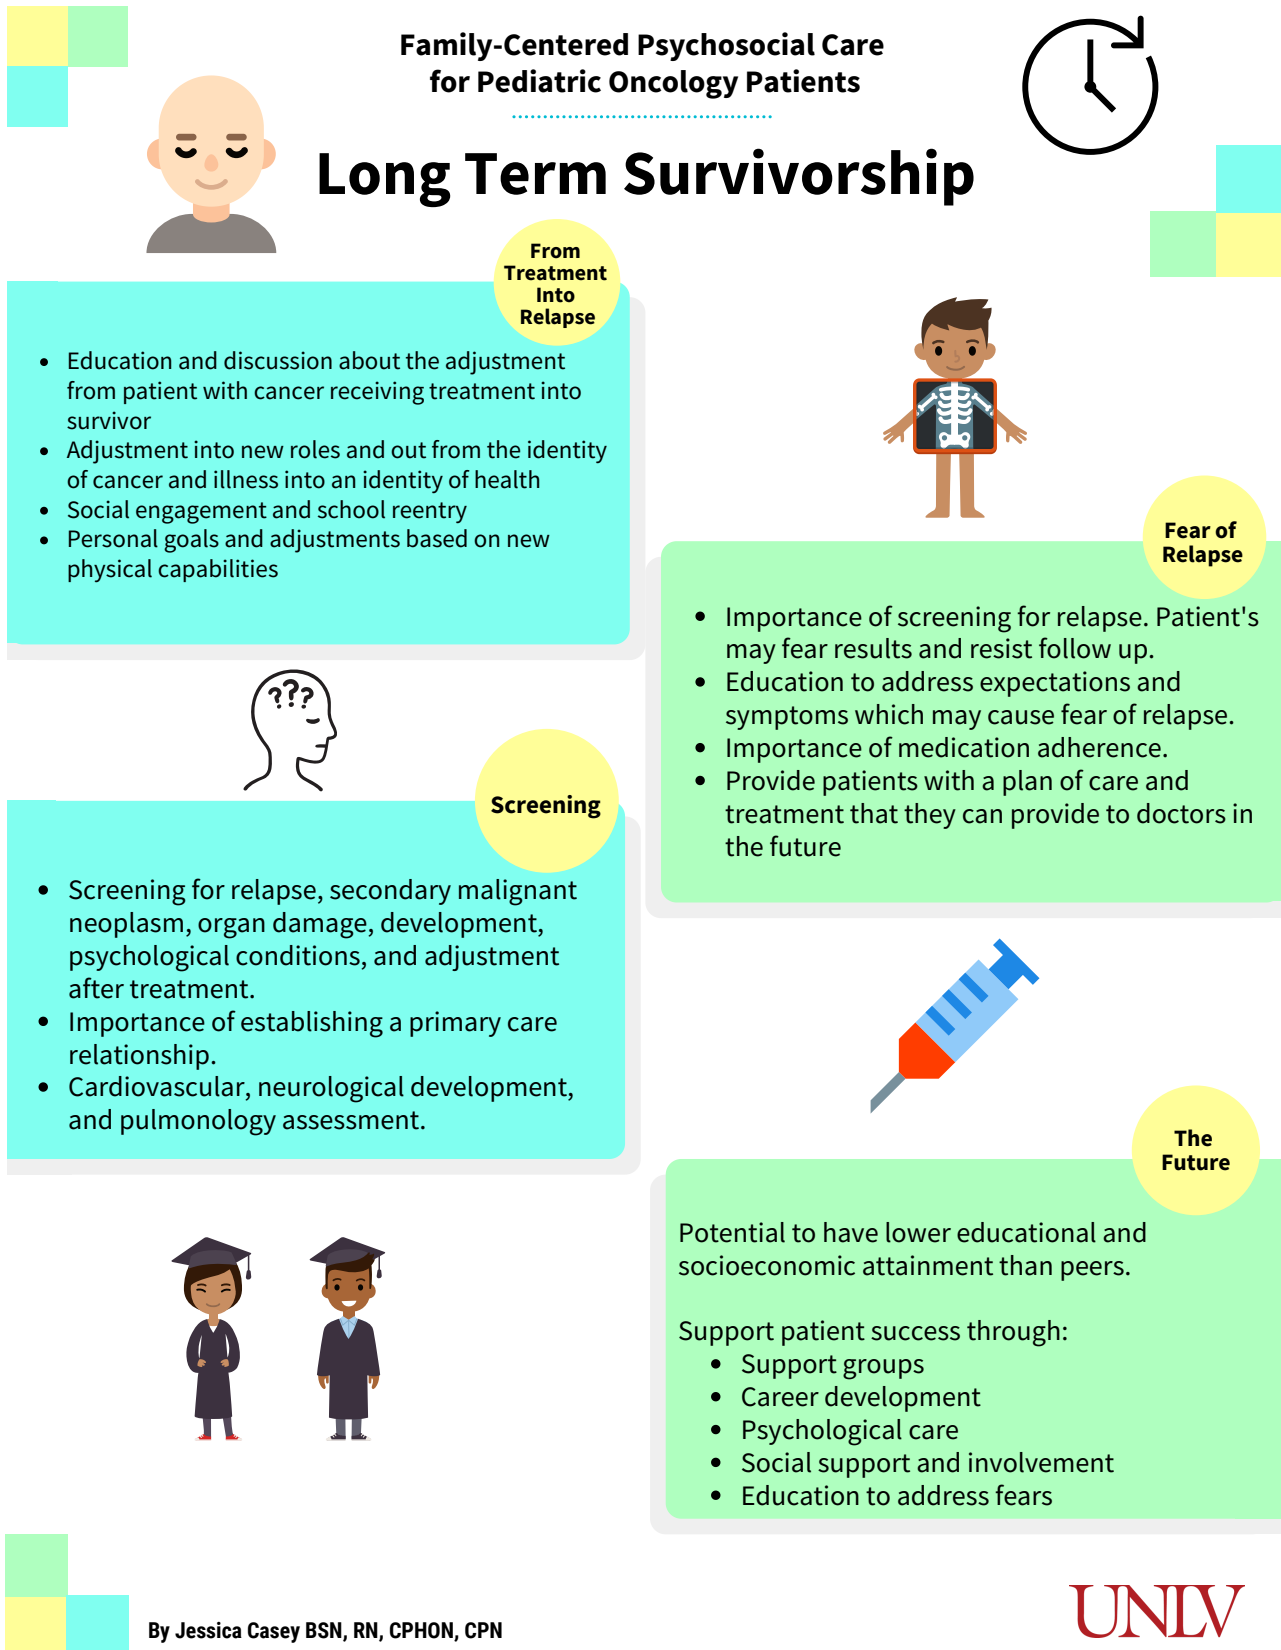 Family-Centered Psychosocial Care
for Pediatric Oncology Patients
Long Term Survivorship
From
Treatment
Into
Relapse
• Education and discussion about the adjustment
from patient with cancer receiving treatment into
survivor
• Adjustment into new roles and out from the identity
of cancer and illness into an identity of health
• Social engagement and school reentry
• Personal goals and adjustments based on new
physical capabilities
Fear of
Relapse
• Importance of screening for relapse. Patient's
may fear results and resist follow up.
• Education to address expectations and
symptoms which may cause fear of relapse.
• Importance of medication adherence.
• Provide patients with a plan of care and
treatment that they can provide to doctors in
the future
???
Screening
• Screening for relapse, secondary malignant
neoplasm, organ damage, development,
psychological conditions, and adjustment
after treatment.
• Importance of establishing a primary care
relationship.
• Cardiovascular, neurological development,
and pulmonology assessment.
The
Future
Potential to have lower educational and
socioeconomic attainment than peers.
Support patient success through:
• Support groups
• Career development
• Psychological care
• Social support and involvement
• Education to address fears
By Jessica Casey BSN, RN, CPHON, CPN
UNLV